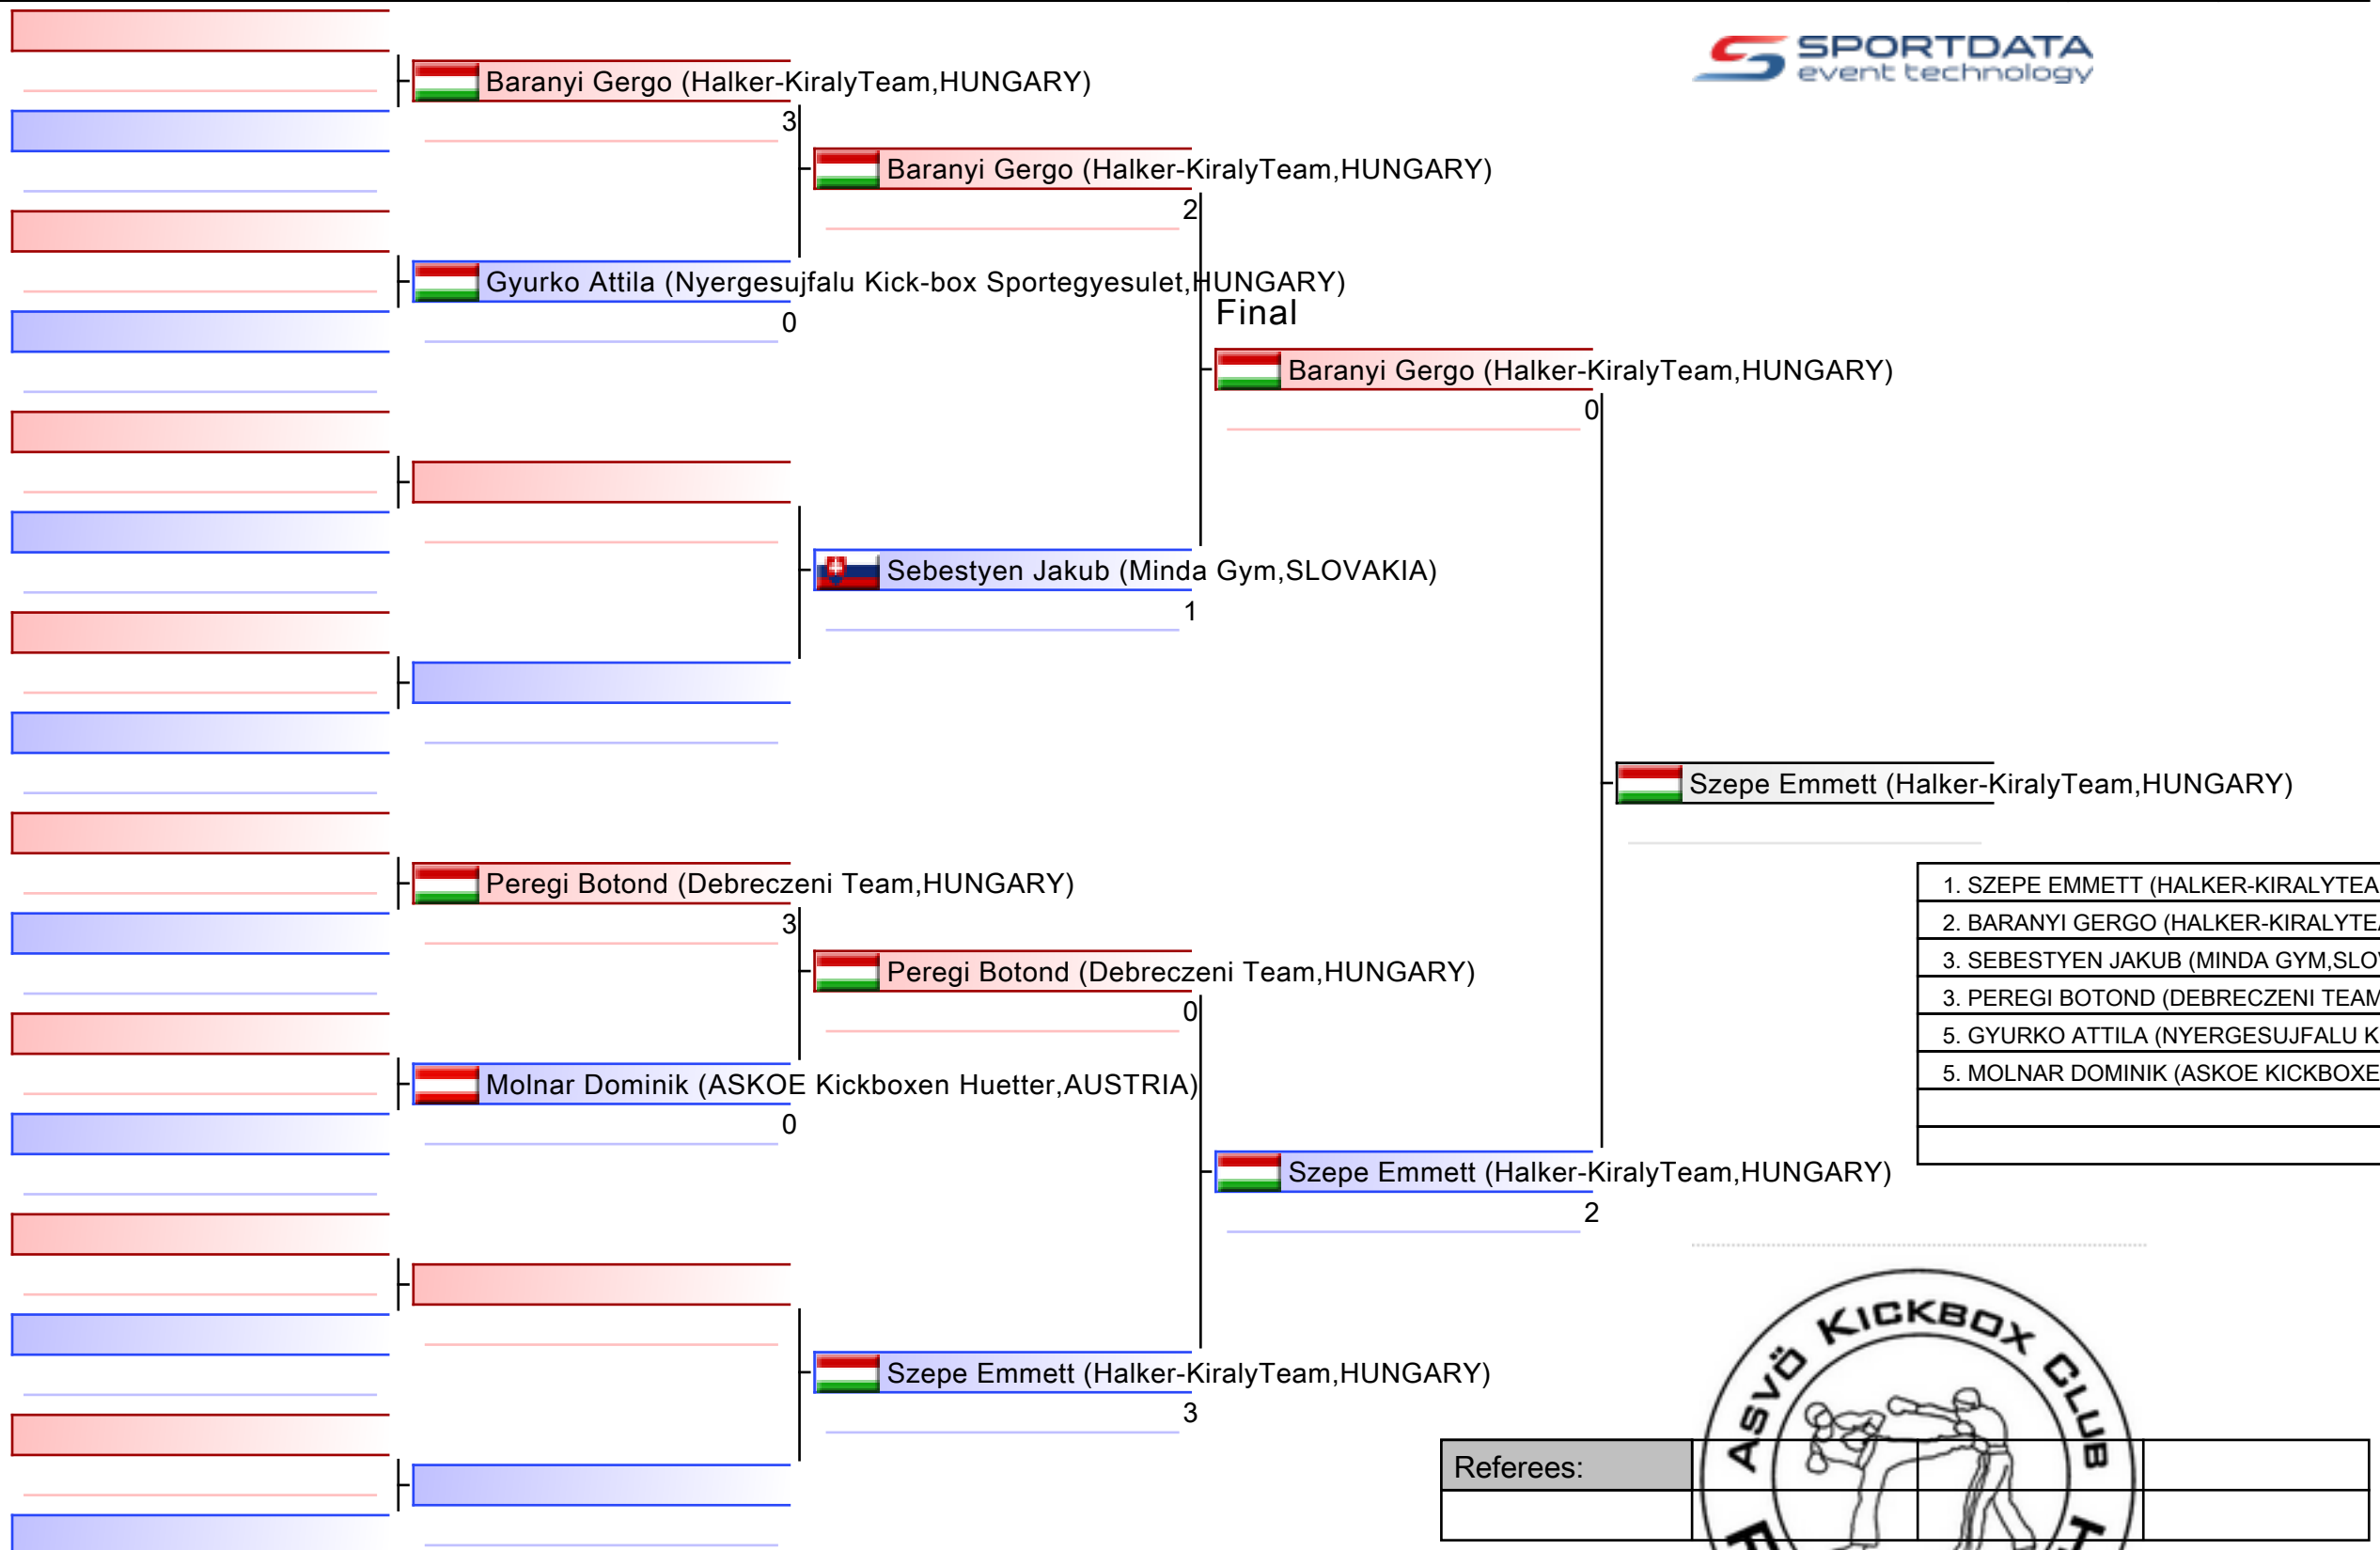 SPORTDATA
event technology
Baranyi Gergo (Halker-KiralyTeam,HUNGARY)
3
Baranyi Gergo (Halker-KiralyTeam,HUNGARY)
2
Gyurko Attila (Nyergesujfalu Kick-box Sportegyesulet,HUNGARY)
0
Final
Baranyi Gergo (Halker-KiralyTeam,HUNGARY)
0
Sebestyen Jakub (Minda Gym,SLOVAKIA)
1
Szepe Emmett (Halker-KiralyTeam,HUNGARY)
Peregi Botond (Debreczeni Team,HUNGARY)
3
Peregi Botond (Debreczeni Team,HUNGARY)
0
Molnar Dominik (ASKOE Kickboxen Huetter,AUSTRIA)
0
Szepe Emmett (Halker-KiralyTeam,HUNGARY)
2
Szepe Emmett (Halker-KiralyTeam,HUNGARY)
3
1. SZEPE EMMETT (HALKER-KIRALYTEA
2. BARANYI GERGO (HALKER-KIRALYTEA
3. SEBESTYEN JAKUB (MINDA GYM,SLOV
3. PEREGI BOTOND (DEBRECZENI TEAM
5. GYURKO ATTILA (NYERGESUJFALU K
5. MOLNAR DOMINIK (ASKOE KICKBOXE
ASVÖ KICKBOX CLUB
Referees: